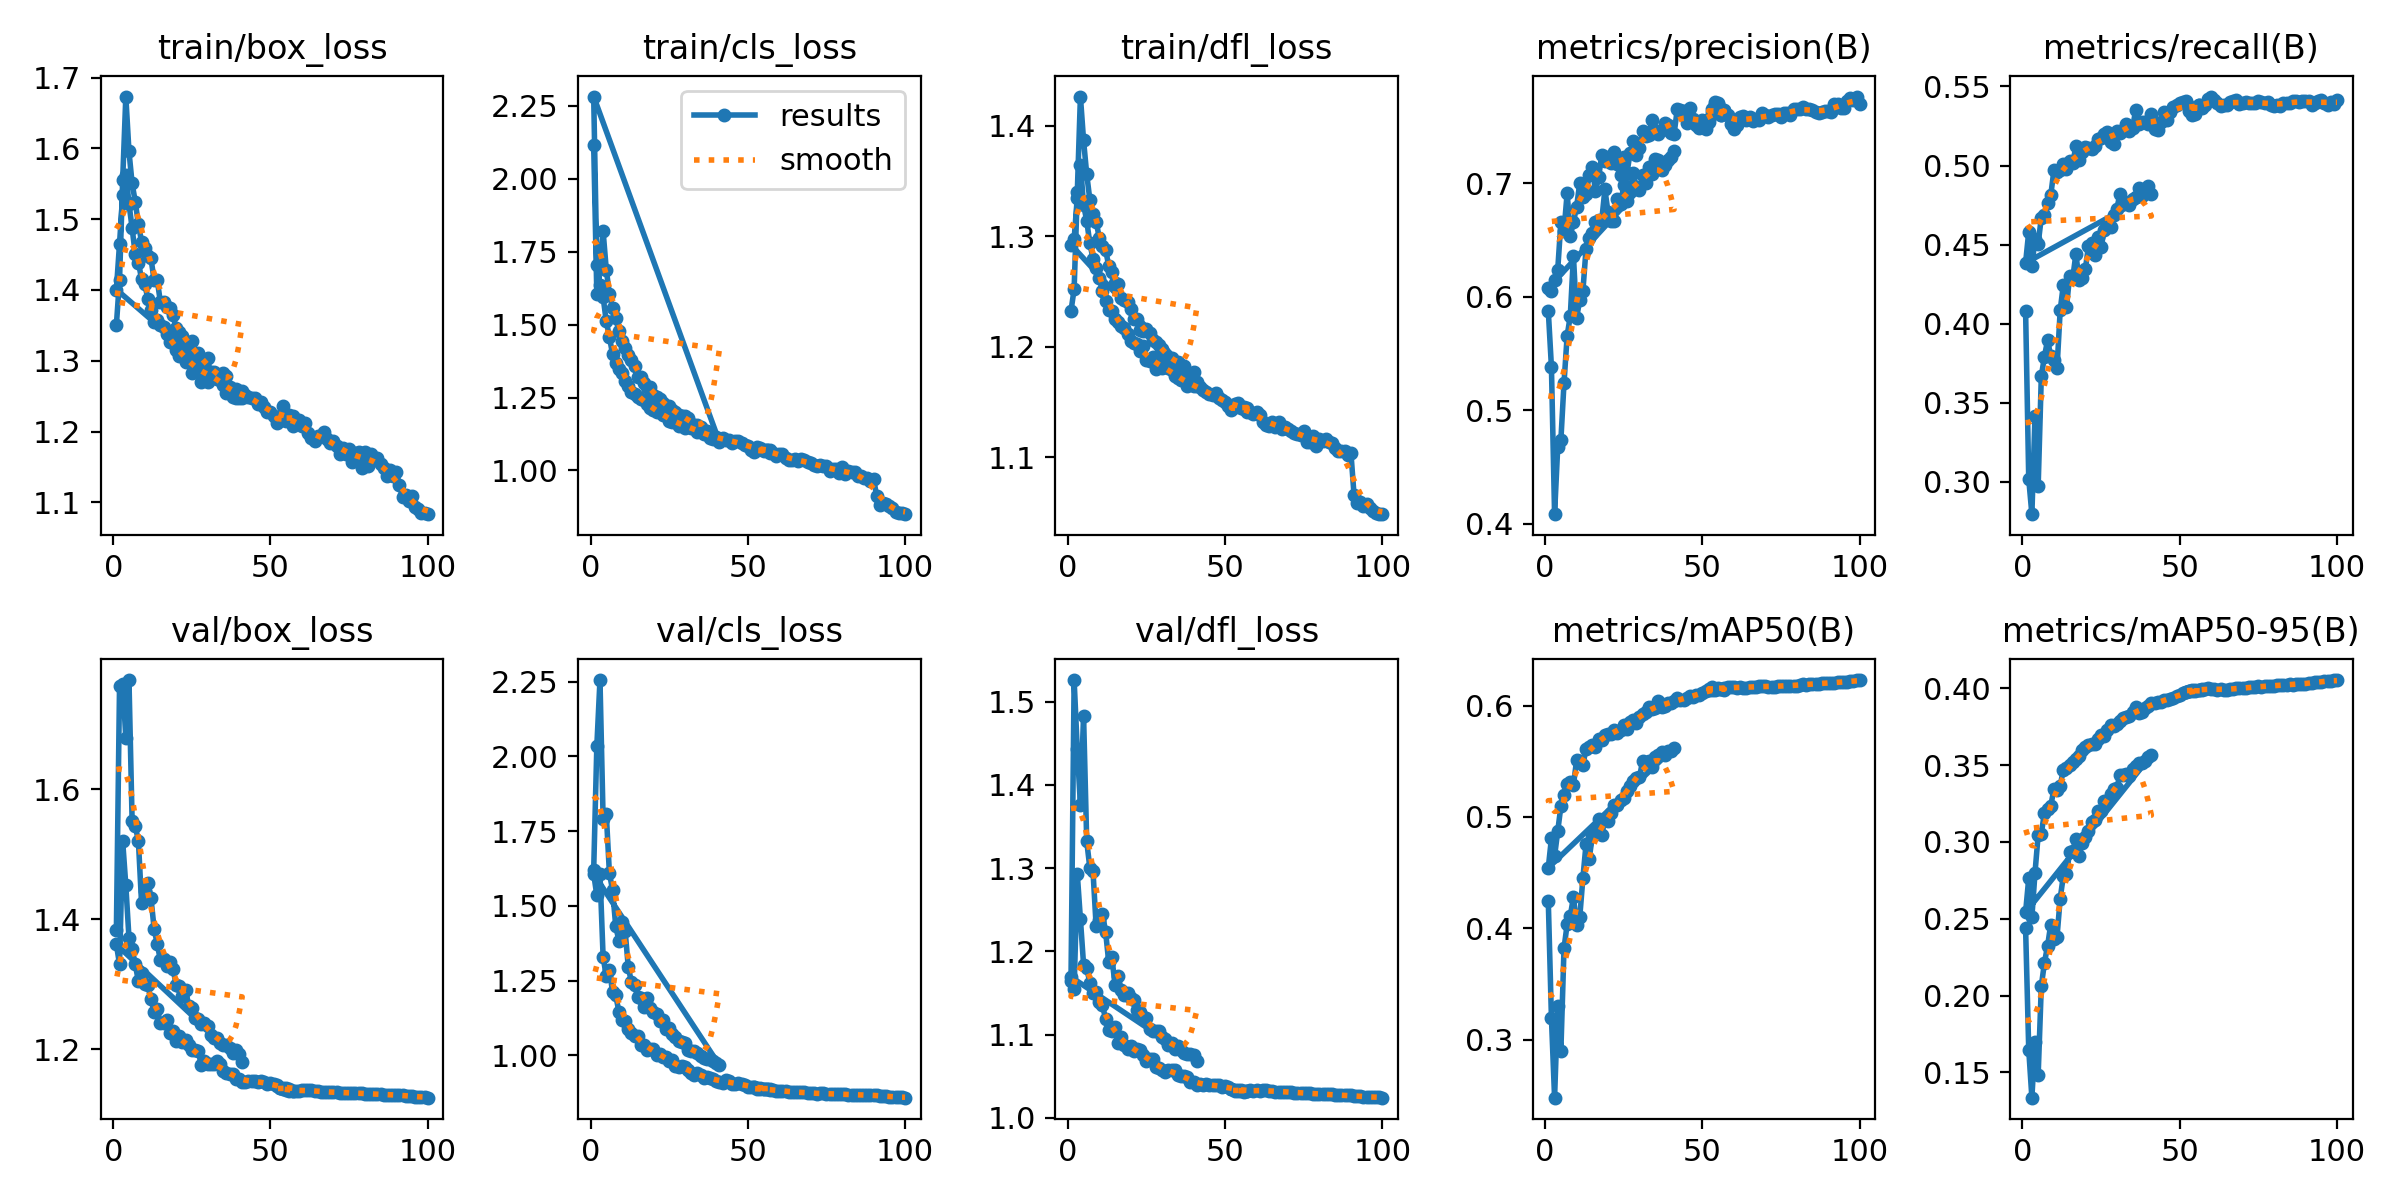 train/box_loss
1.7
1.6
1.5
1.4
1.3
1.2
1.1
0 50 100
train/cls_loss
results
smooth
2.25
2.00
1.75
1.50
1.25
1.00
0 50 100
train/dfl_loss
1.4
1.3
1.2
1.1
0 50 100
metrics/precision(B)
0.7
0.6
0.5
0.4
0 50 100
metrics/recall(B)
0.55
0.50
0.45
0.40
0.35
0.30
0 50 100
val/box_loss
1.6
1.4
1.2
0 50 100
val/cls_loss
2.25
2.00
1.75
1.50
1.25
1.00
0 50 100
val/dfl_loss
1.5
1.4
1.3
1.2
1.1
1.0
0 50 100
metrics/mAP50(B)
0.6
0.5
0.4
0.3
0 50 100
metrics/mAP50-95(B)
0.40
0.35
0.30
0.25
0.20
0.15
0 50 100